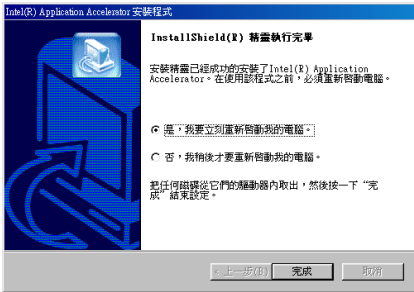 Intel(R) Application Accelerator 安裝程式
InstallShield(R) 精靈執行完畢
安裝精靈已經成功的安裝了Intel(R) Application
Accelerator。在使用該程式之前，必須重新啓動電腦。
是，我要立刻重新啓動我的電腦。
否，我稍後才要重新啓動我的電腦。
把任何磁碟從它們的驅動器內取出，然後按一下 “完
成” 結束設定。
< 上一步(B)
完成
取消